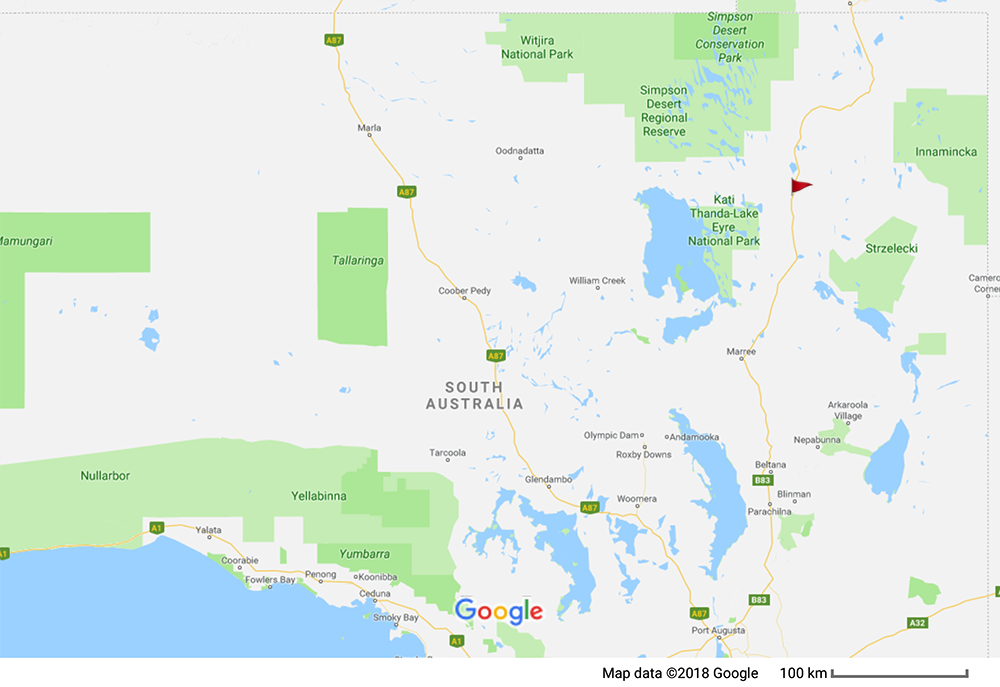 Simpson
Desert
Conservation
Park
A87
Witjira
National Park
Simpson
Desert
Regional
Reserve
Marla
Oodnadatta
Innamincka
A87
Kati
Thanda-Lake
Eyre
National Park
Mamungari
Strzelecki
Tallaringa
William Creek
Coober Pedy
Marree
A87
SOUTH
AUSTRALIA
Arkaroola
Village
Nepabunna
Olympic Dam
Andamooka
Roxby Downs
Tarcoola
Beltana
Nullarbor
Glendambo
B83
Yellabinna
Woomera
Blinman
A87
Parachilna
A1
Yalata
A1
Yumbarra
Coorabie
Fowlers Bay
Penong
Koonibba
Ceduna
B83
Google
A87
Smoky Bay
A32
Port Augusta
A1
Map data ©2018 Google
100 km